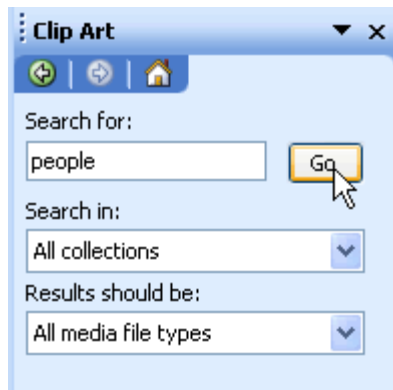 Clip Art
Search for:
people
Go
Search in:
All collections
Results should be:
All media file types